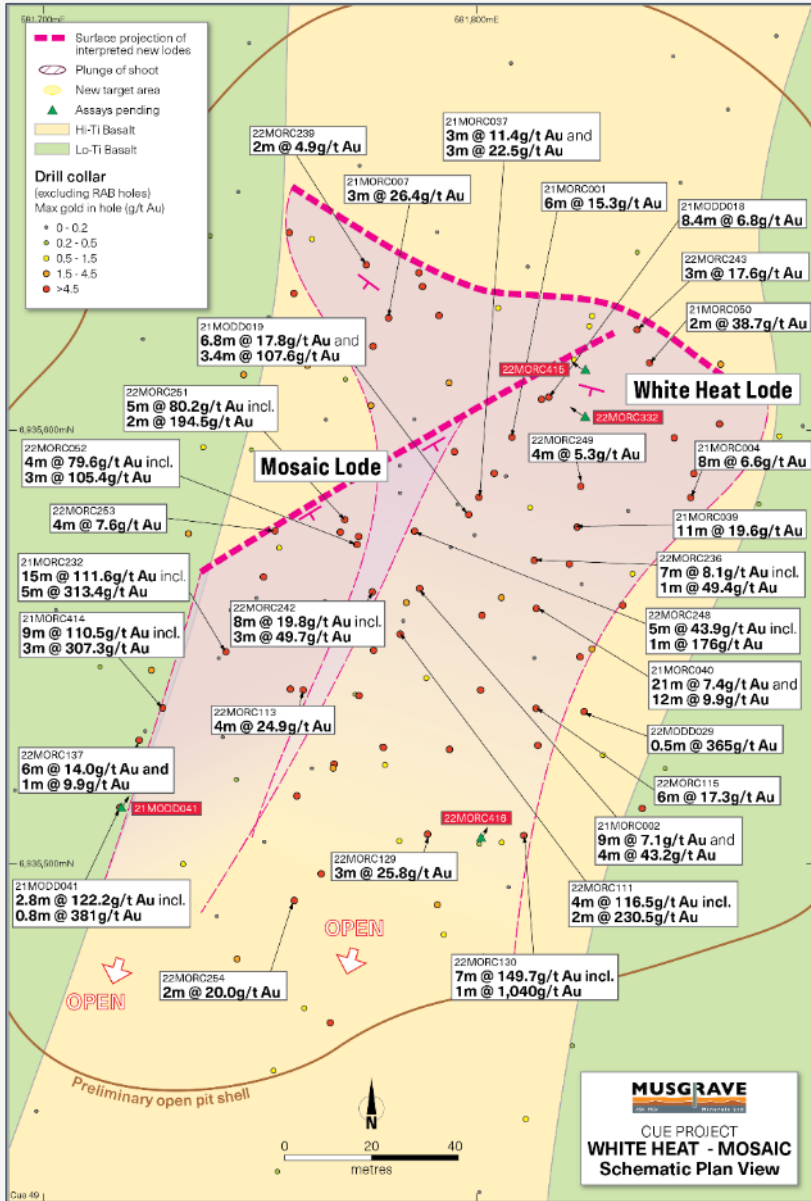 581,700mE
581,800mE
Surface projection of
interpreted new lodes
Plunge of shoot
New target area
Assays pending
Hi-Ti Basalt
Lo-Ti Basalt
Drill collar
(excluding RAB holes)
Max gold in hole (g/t Au)
0 - 0.2
0.2 - 0.5
0.5 - 1.5
1.5 - 4.5
>4.5
22MORC239
2m @ 4.9g/t Au
21MORC037
3m @ 11.4g/t Au and
3m @ 22.5g/t Au
21MORC007
3m @ 26.4g/t Au
21MORC001
6m @ 15.3g/t Au
21MODD018
8.4m @ 6.8g/t Au
22MORC243
3m @ 17.6g/t Au
21MORC050
2m @ 38.7g/t Au
21MODD019
6.8m @ 17.8g/t Au and
3.4m @ 107.6g/t Au
22MORC415
White Heat Lode
22MORC332
22MORC251
5m @ 80.2g/t Au incl.
2m @ 194.5g/t Au
6,935,600mN
Mosaic Lode
22MORC249
4m @ 5.3g/t Au
21MORC004
8m @ 6.6g/t Au
22MORC052
4m @ 79.6g/t Au incl.
3m @ 105.4g/t Au
22MORC253
4m @ 7.6g/t Au
21MORC039
11m @ 19.6g/t Au
21MORC232
15m @ 111.6g/t Au incl.
5m @ 313.4g/t Au
22MORC236
7m @ 8.1g/t Au incl.
1m @ 49.4g/t Au
22MORC242
8m @ 19.8g/t Au incl.
3m @ 49.7g/t Au
22MORC248
5m @ 43.9g/t Au incl.
1m @ 176g/t Au
21MORC414
9m @ 110.5g/t Au incl.
3m @ 307.3g/t Au
21MORC040
21m @ 7.4g/t Au and
12m @ 9.9g/t Au
22MORC113
4m @ 24.9g/t Au
22MODD029
0.5m @ 365g/t Au
22MORC137
6m @ 14.0g/t Au and
1m @ 9.9g/t Au
22MORC115
6m @ 17.3g/t Au
21MODD041
22MORC416
21MORC002
9m @ 7.1g/t Au and
4m @ 43.2g/t Au
6,935,500mN
22MORC129
3m @ 25.8g/t Au
21MODD041
2.8m @ 122.2g/t Au incl.
0.8m @ 381g/t Au
22MORC111
4m @ 116.5g/t Au incl.
2m @ 230.5g/t Au
OPEN
OPEN
22MORC254
2m @ 20.0g/t Au
22MORC130
7m @ 149.7g/t Au incl.
1m @ 1,040g/t Au
Preliminary open pit shell
N
0 20 40
metres
MUSGRAVE
Minerals Ltd
CUE PROJECT
WHITE HEAT - MOSAIC
Schematic Plan View
Cue 49